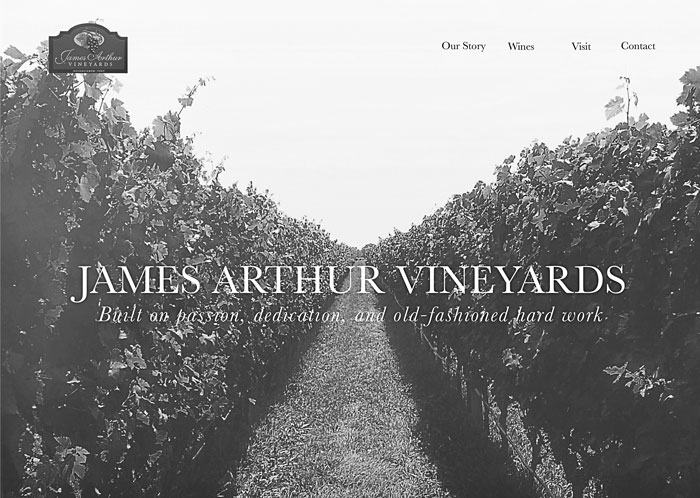 James Arthur
VINEYARDS
Our Story
Wines
Visit
Contact
JAMES ARTHUR VINEYARDS
Built on passion, dedication, and old-fashioned hard work.